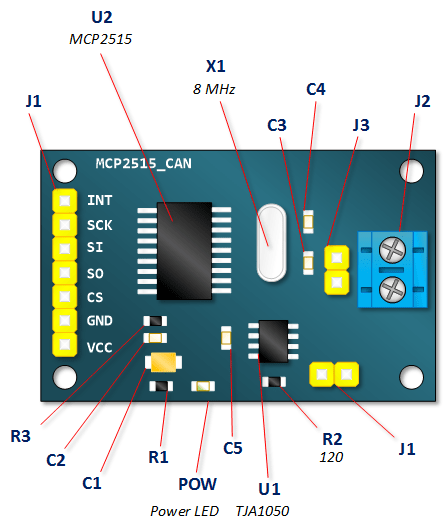 U2
MCP2515
X1
8 MHz
C4
J1
C3
J3
J2
MCP2515_CAN
INT
SCK
SI
SO
CS
GND
VCC
R3
C2
C1
R1
POW
Power LED
C5
U1
TJA1050
R2
120
J1